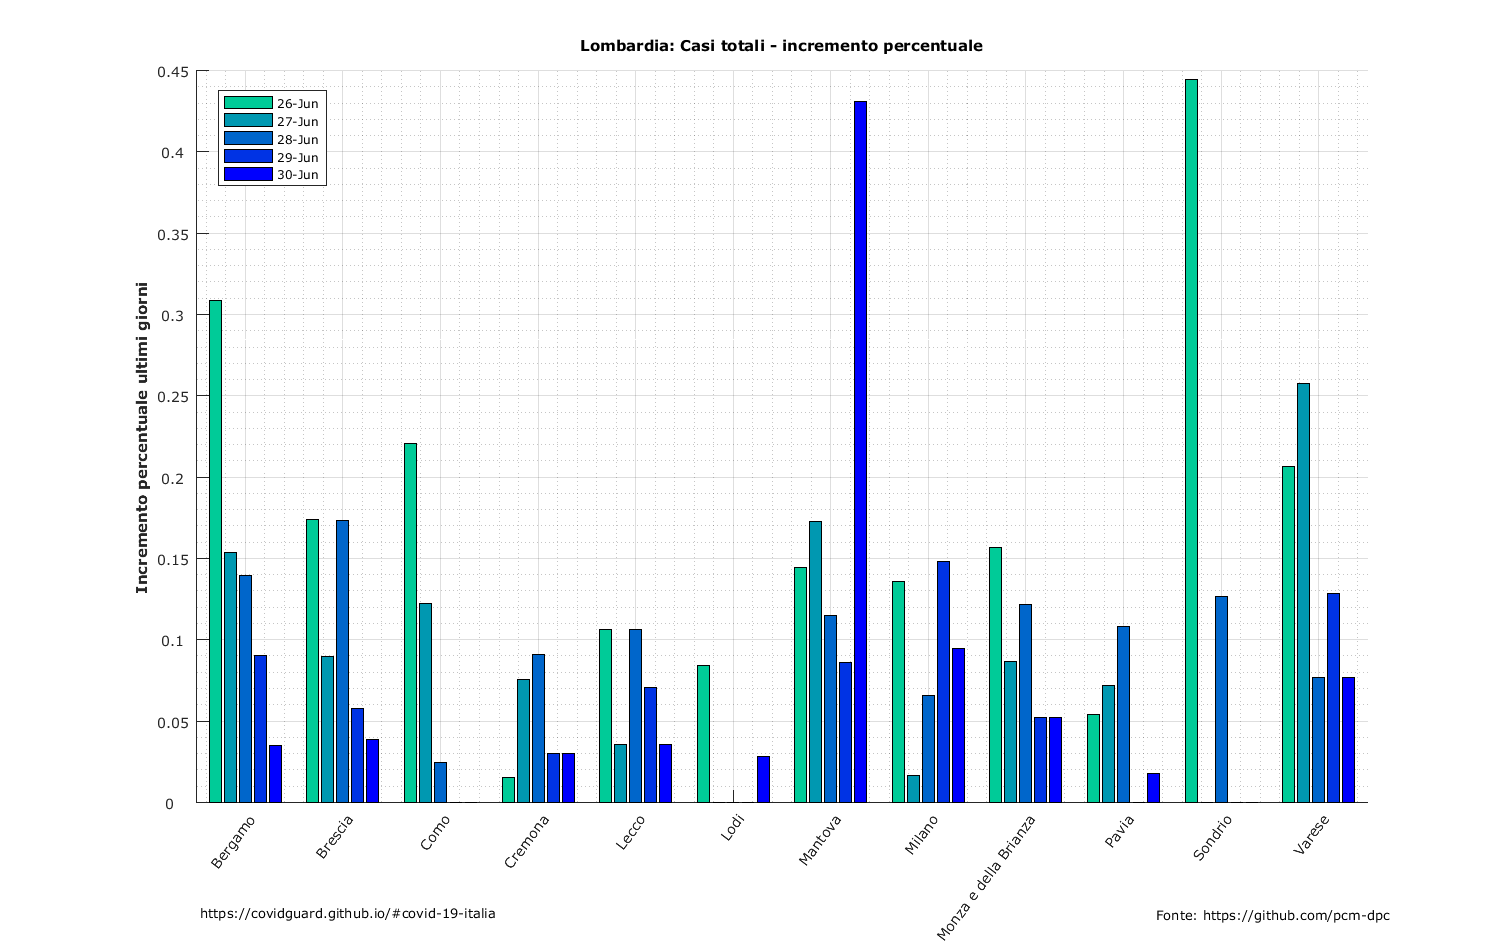 Lombardia: Casi totali - incremento percentuale
0.45
0.4
0.35
0.3
0.25
0.2
0.15
0.1
0.05
0
Incremento percentuale ultimi giorni
26-Jun
27-Jun
28-Jun
29-Jun
30-Jun
Bergamo
Brescia
Como
Cremona
Lecco
Lodi
Mantova
Milano
Monza e della Brianza
Pavia
Sondrio
Varese
https://covidguard.github.io/#covid-19-italia
Fonte: https://github.com/pcm-dpc